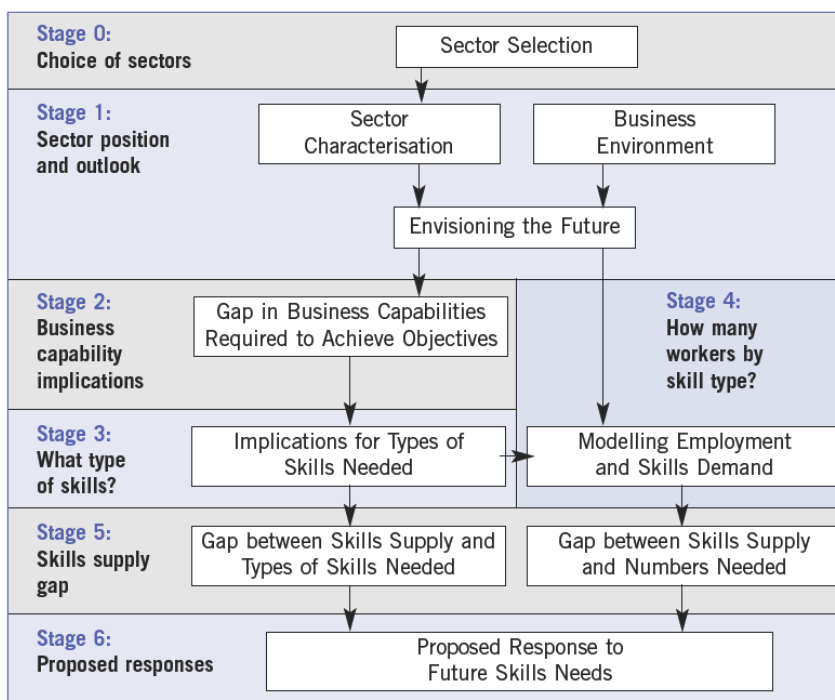 Stage 0:
Choice of sectors
Sector Selection
Stage 1:
Sector position
and outlook
Sector
Characterisation
Business
Environment
Envisioning the Future
Stage 2:
Business
capability
implications
Gap in Business Capabilities
Required to Achieve Objectives
Stage 4:
How many
workers by
skill type?
Stage 3:
What type
of skills?
Implications for Types of
Skills Needed
Modelling Employment
and Skills Demand
Stage 5:
Skills supply
gap
Gap between Skills Supply and
Types of Skills Needed
Gap between Skills Supply
and Numbers Needed
Stage 6:
Proposed responses
Proposed Response to
Future Skills Needs